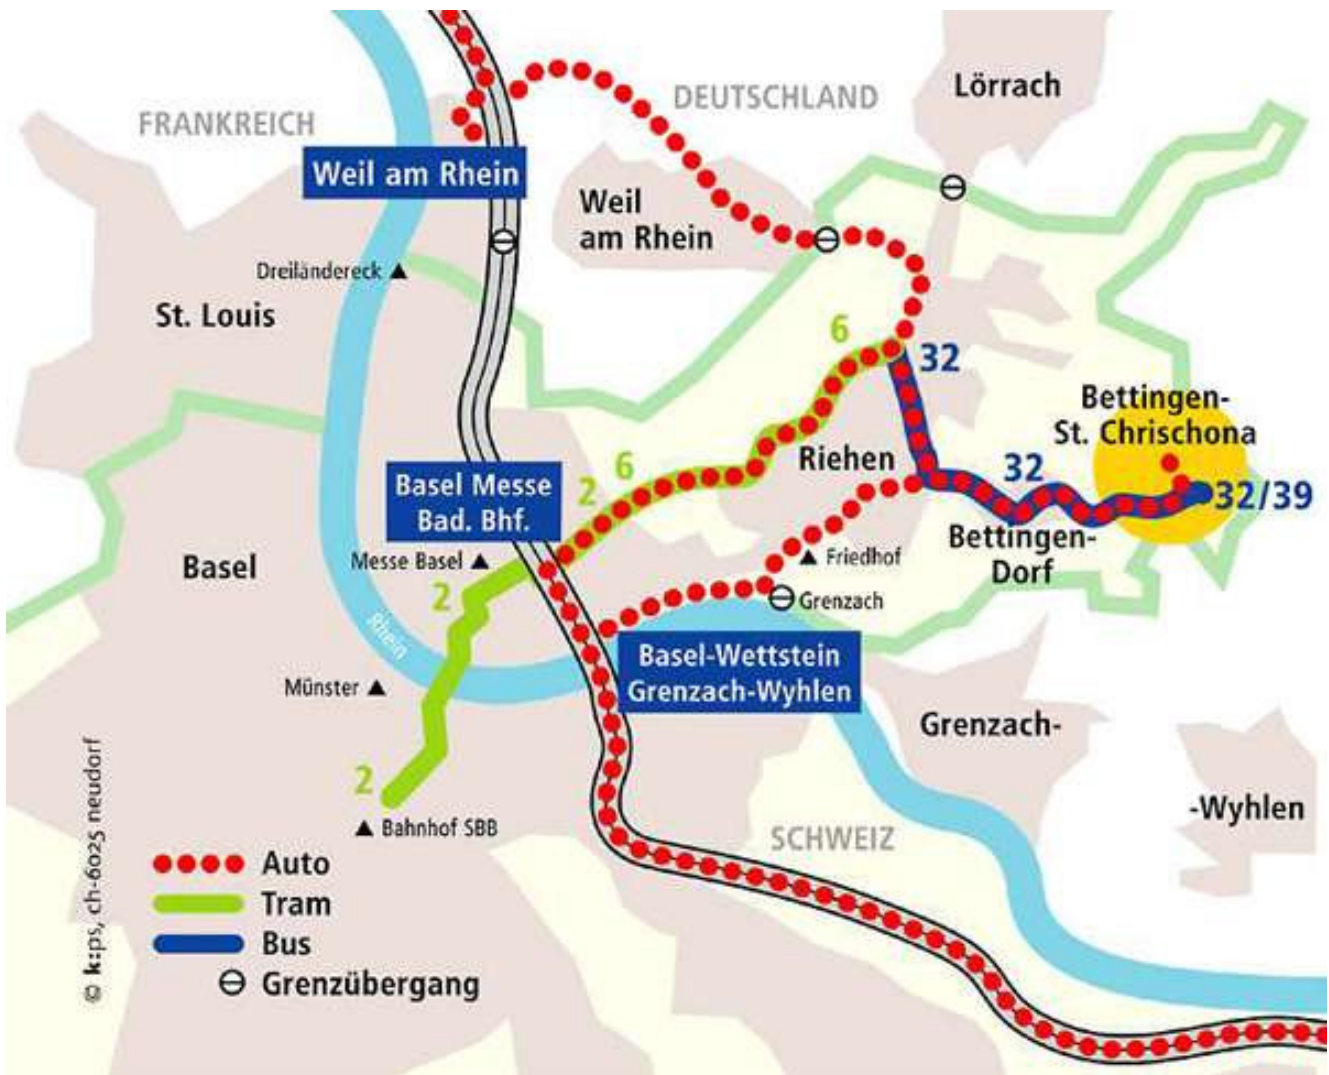 Lörrach
DEUTSCHLAND
FRANKREICH
Weil am Rhein
Weil
am Rhein
Dreiländereck
St. Louis
6
32
Bettingen-
St. Chrischona
Riehen
32
6
2
32/39
Basel Messe
Bad. Bhf.
Bettingen-
Dorf
Messe Basel
Friedhof
Basel
2
Grenzach
Rhein
Basel-Wettstein
Grenzach-Wyhlen
Münster
Grenzach-
2
-Wyhlen
Bahnhof SBB
SCHWEIZ
Auto
Tram
Bus
Grenzübergang
© k:ps, ch-6025 neudorf